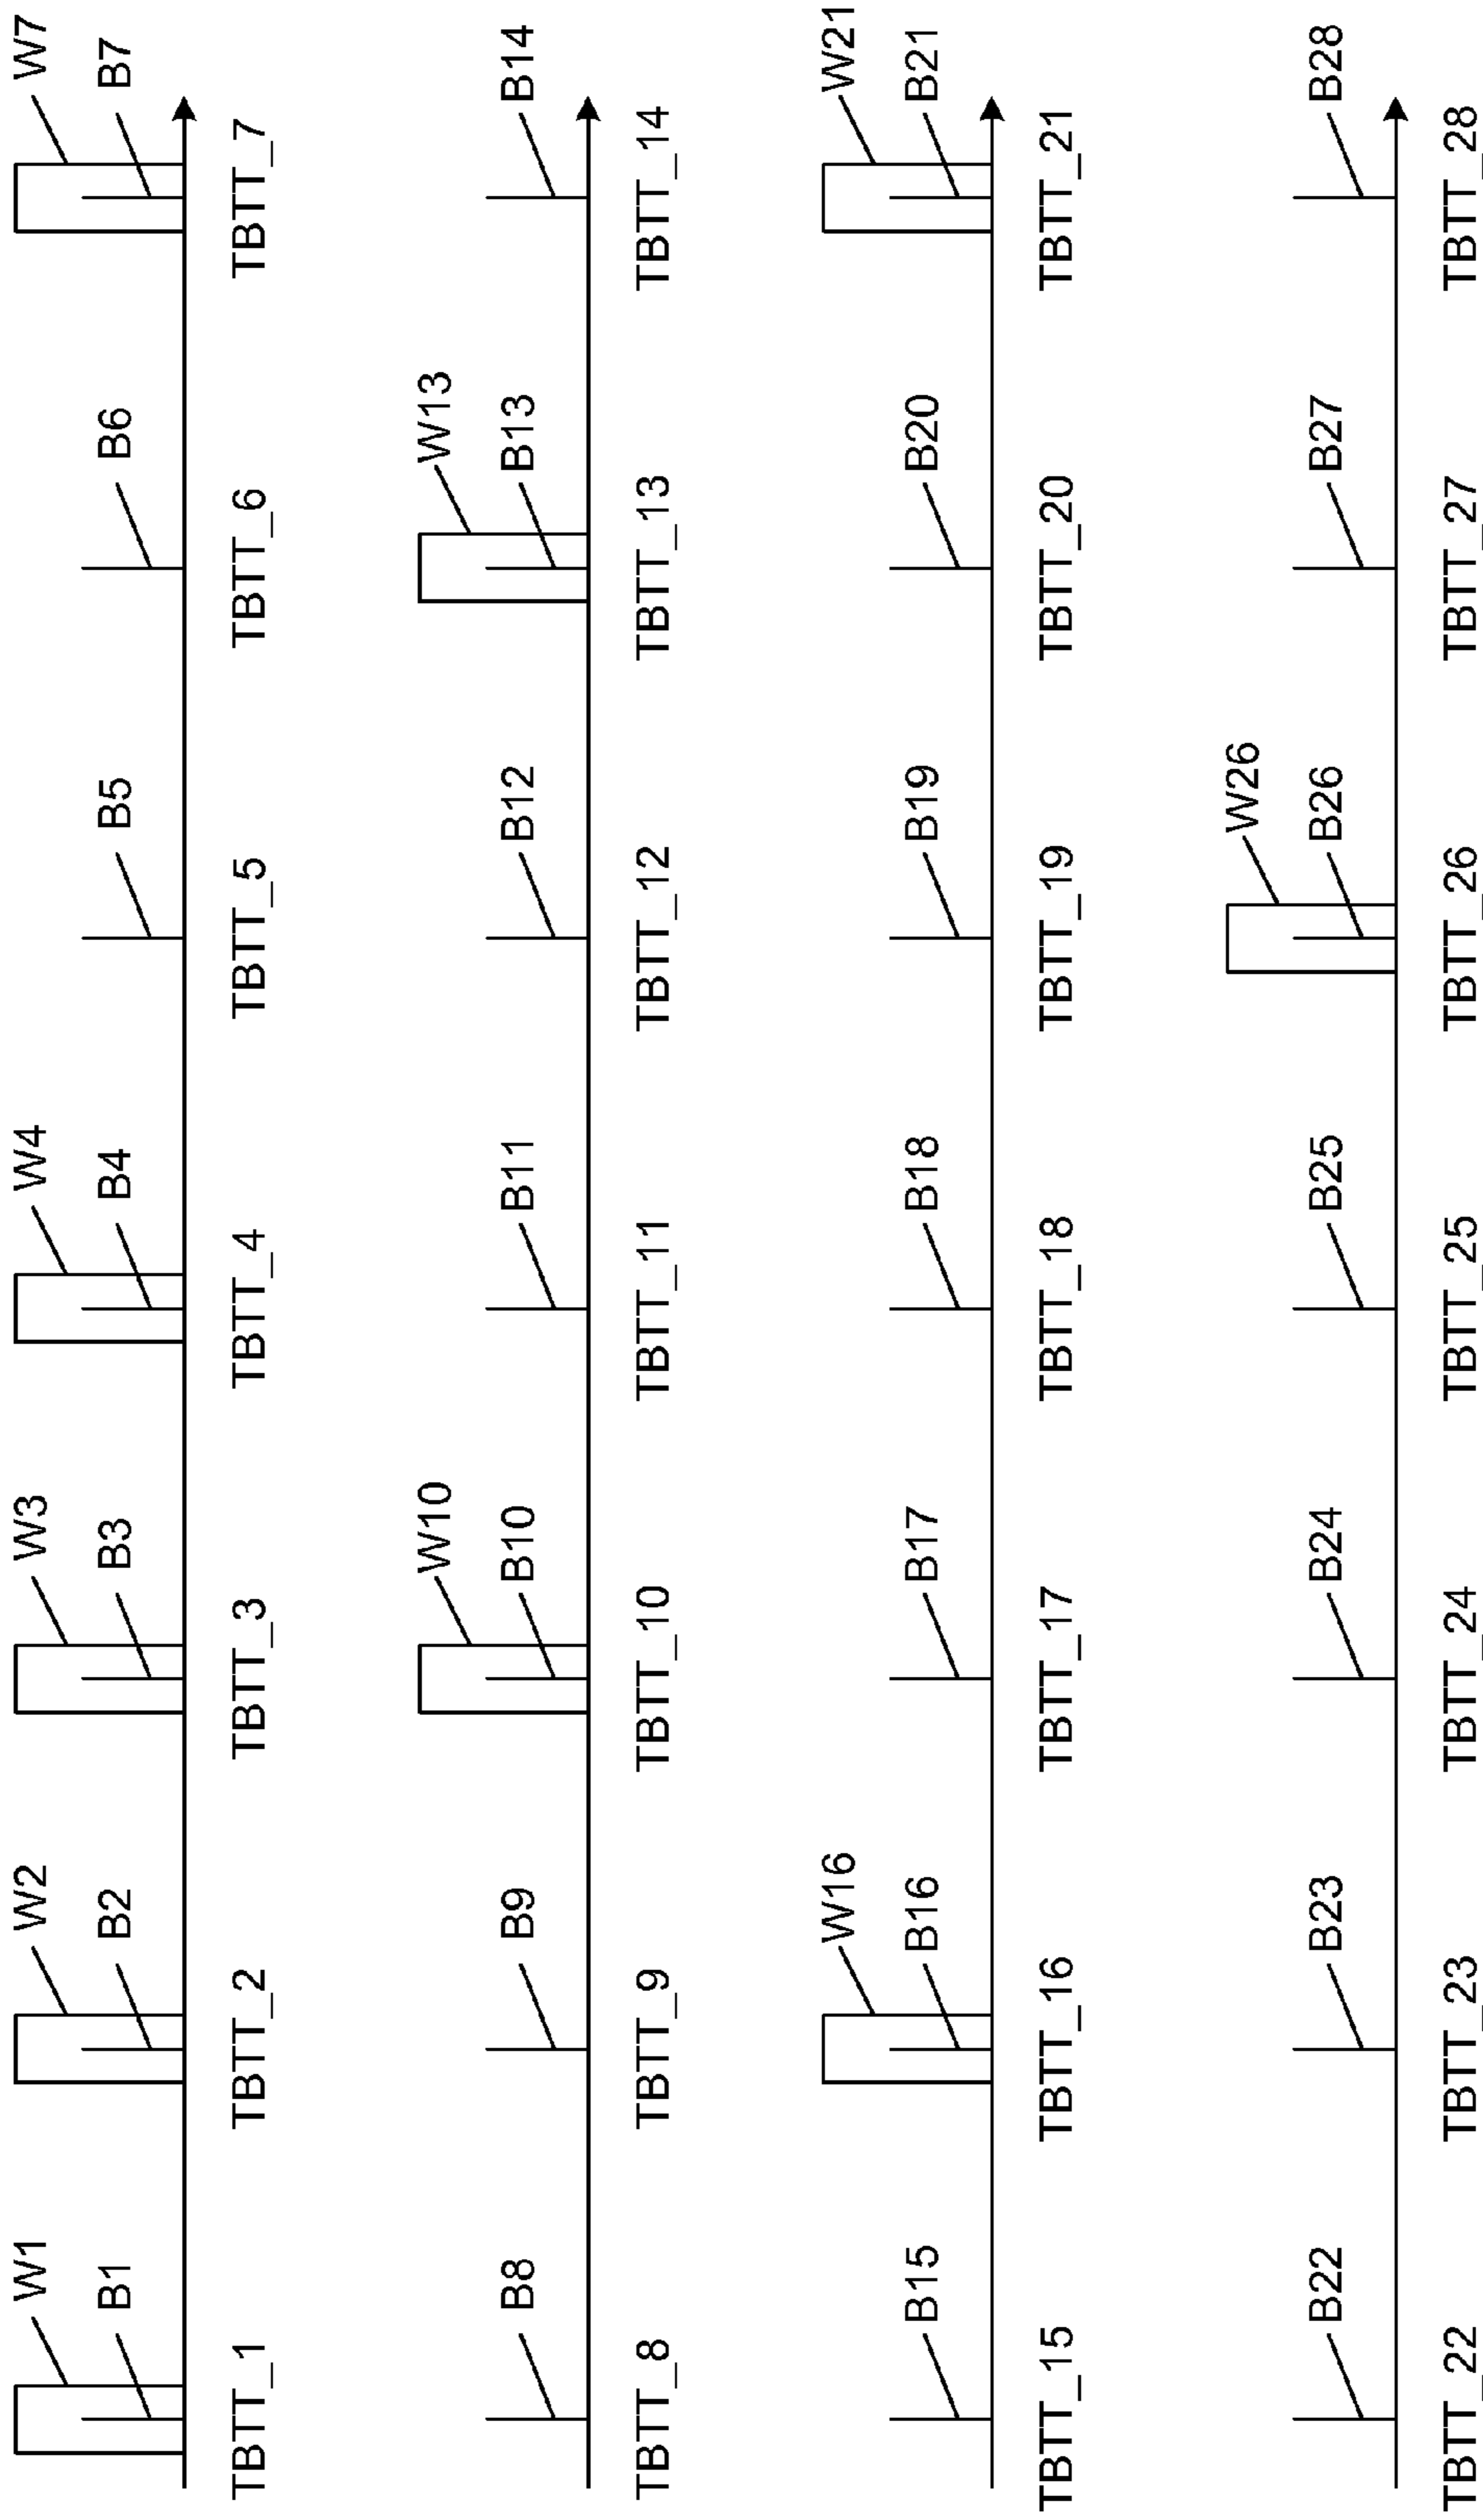 W1 W2 W3 W4 W7
B1 B2 B3 B4 B5 B6 B7
TBTT_1 TBTT_2 TBTT_3 TBTT_4 TBTT_5 TBTT_6 TBTT_7
W10 W13
B8 B9 B10 B11 B12 B13 B14
TBTT_8 TBTT_9 TBTT_10 TBTT_11 TBTT_12 TBTT_13 TBTT_14
W16 W21
B15 B16 B17 B18 B19 B20 B21
TBTT_15 TBTT_16 TBTT_17 TBTT_18 TBTT_19 TBTT_20 TBTT_21
W26
B22 B23 B24 B25 B26 B27 B28
TBTT_22 TBTT_23 TBTT_24 TBTT_25 TBTT_26 TBTT_27 TBTT_28